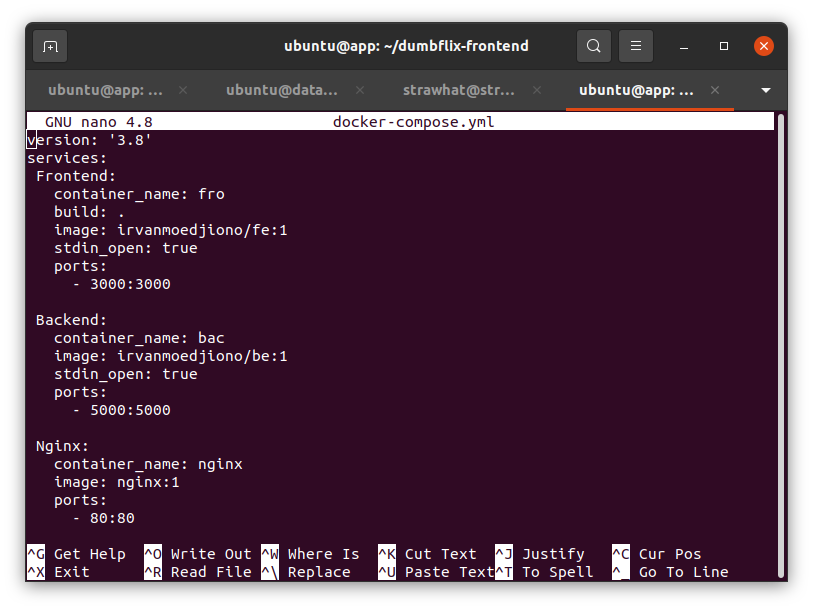 ubuntu@app: ~/dumbflix-frontend
ubuntu@app: ... × ubuntu@data... × strawhat@str... × ubuntu@app: ... ×
GNU nano 4.8 docker-compose.yml
version: '3.8'
services:
 Frontend:
   container_name: fro
   build: .
   image: irvanmoedjiono/fe:1
   stdin_open: true
   ports:
     - 3000:3000

 Backend:
   container_name: bac
   image: irvanmoedjiono/be:1
   stdin_open: true
   ports:
     - 5000:5000

 Nginx:
   container_name: nginx
   image: nginx:1
   ports:
     - 80:80

^G Get Help ^O Write Out ^W Where Is ^K Cut Text ^J Justify ^C Cur Pos
^X Exit ^R Read File ^\ Replace ^U Paste Text ^T To Spell ^_ Go To Line